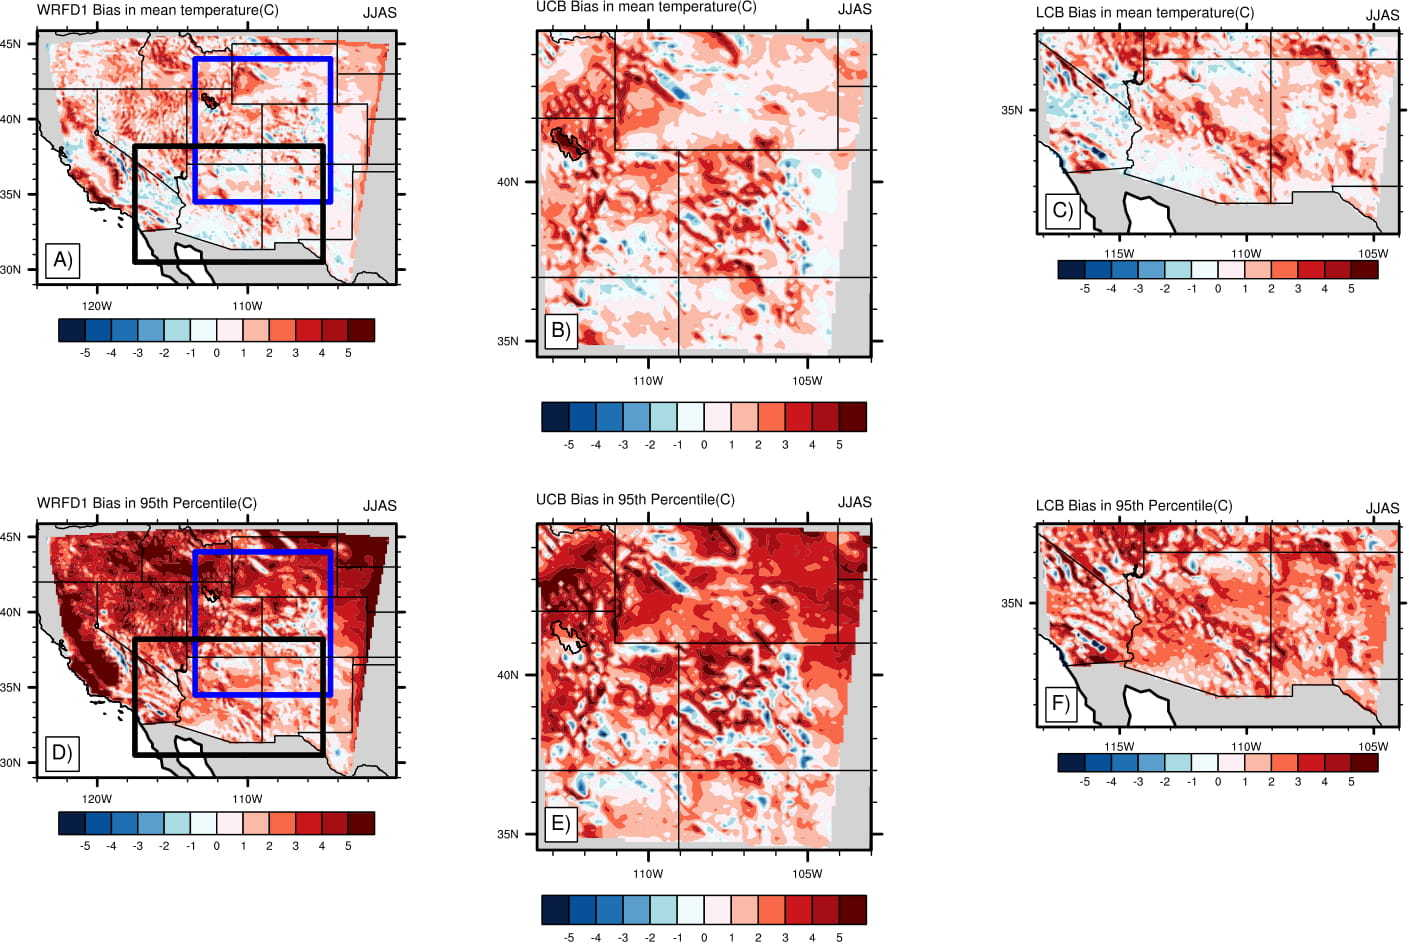 WRFD1 Bias in mean temperature(C) JJAS
45N
40N
35N
30N
A)
120W 110W
-5 -4 -3 -2 -1 0 1 2 3 4 5
UCB Bias in mean temperature(C) JJAS
40N
35N
B)
110W 105W
-5 -4 -3 -2 -1 0 1 2 3 4 5
LCB Bias in mean temperature(C) JJAS
35N
C)
115W 110W 105W
-5 -4 -3 -2 -1 0 1 2 3 4 5
WRFD1 Bias in 95th Percentile(C) JJAS
45N
40N
35N
30N
D)
120W 110W
-5 -4 -3 -2 -1 0 1 2 3 4 5
UCB Bias in 95th Percentile(C) JJAS
40N
35N
E)
110W 105W
-5 -4 -3 -2 -1 0 1 2 3 4 5
LCB Bias in 95th Percentile(C) JJAS
35N
F)
115W 110W 105W
-5 -4 -3 -2 -1 0 1 2 3 4 5